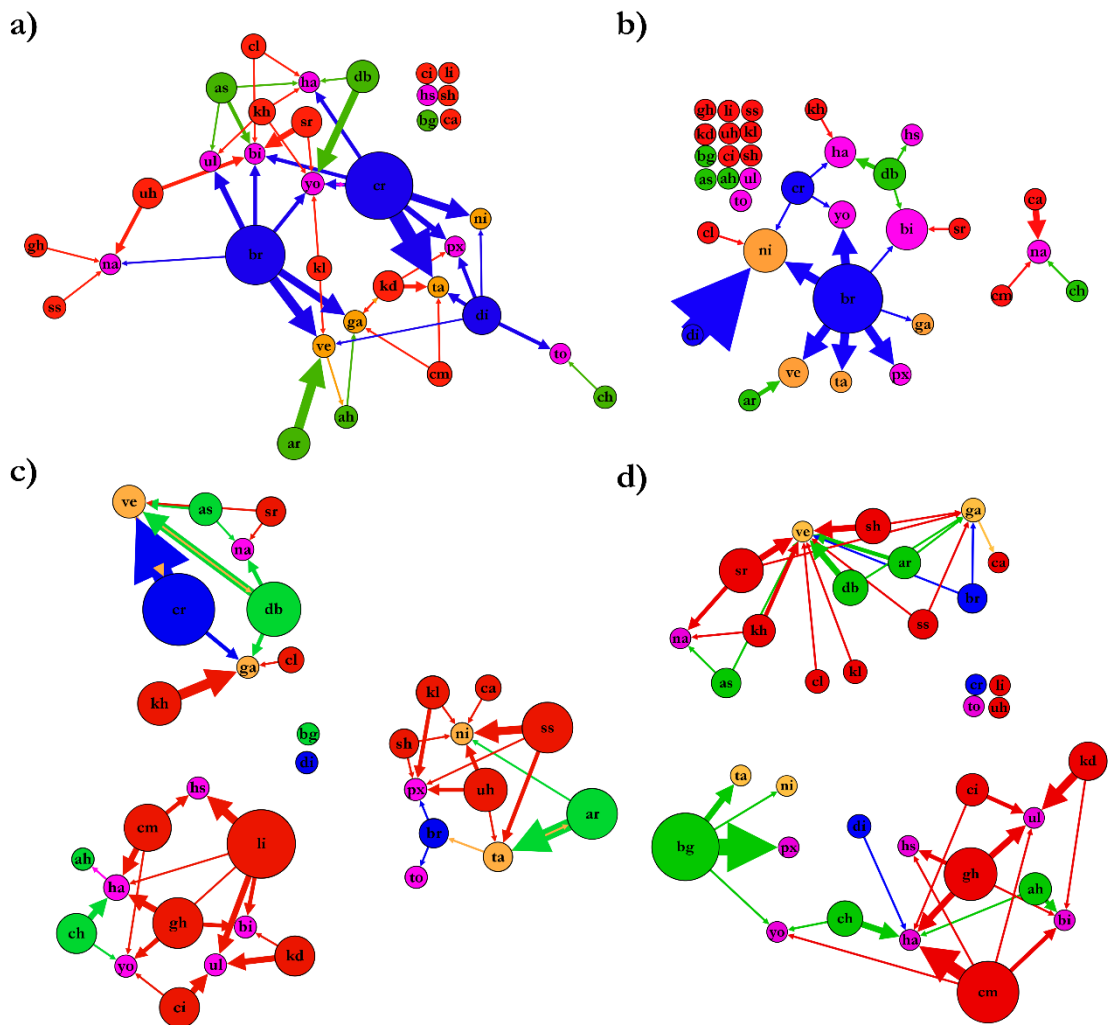 a)
cl
ha
db
ci li
as
hs sh
kh
sr
bg ca
ul
bi
yo
cr
uh
ni
gh
na
br
px
kl
kd
ta
ss
di
ga
ve
to
cm
ah
ch
ar
b)
gh li ss
kh
kd uh kl
hs
bg ci sh
ha
db
as ah ul
cr
to
yo
ca
cl
ni
bi
sr
na
br
cm
ch
di
ga
ve
ta
px
ar
c)
ve
as
sr
na
cr
db
ga
cl
kh
kl
ca
bg
sh
ni
ss
di
px
uh
hs
ar
cm
li
br
ah
ta
ha
to
ch
gh
bi
yo
ul
kd
ci
d)
ga
ve
sh
ca
sr
ar
db
br
ss
na
kh
as
cl
kl
cr li
to uh
ta
ni
kd
ci
ul
bg
px
di
hs
gh
ah
bi
yo
ch
ha
cm